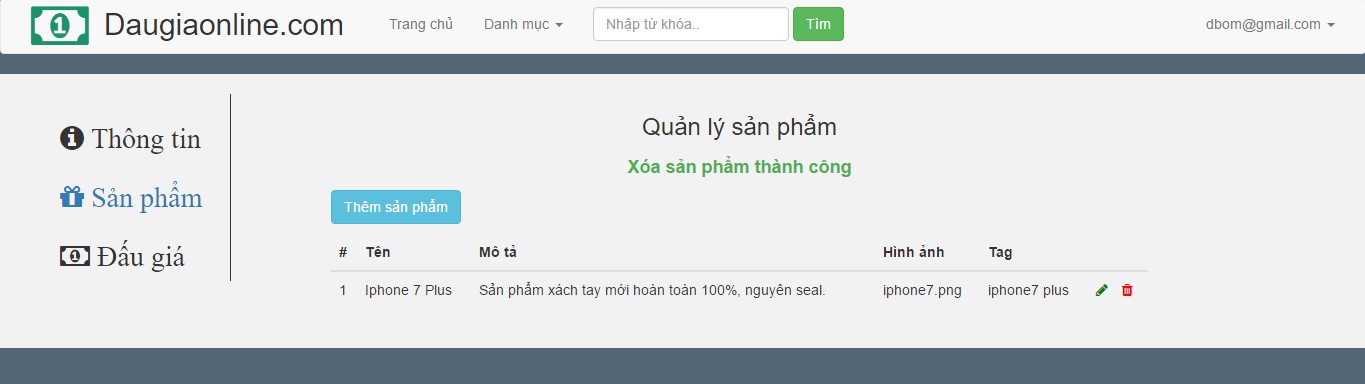 Daugiaonline.com Trang chủ Danh mục Nhập từ khóa.. Tìm dbom@gmail.com
Thông tin
Sản phẩm
Đấu giá
Quản lý sản phẩm
Xóa sản phẩm thành công
Thêm sản phẩm
# Tên Mô tả Hình ảnh Tag
1 Iphone 7 Plus Sản phẩm xách tay mới hoàn toàn 100%, nguyên seal. iphone7.png iphone7 plus